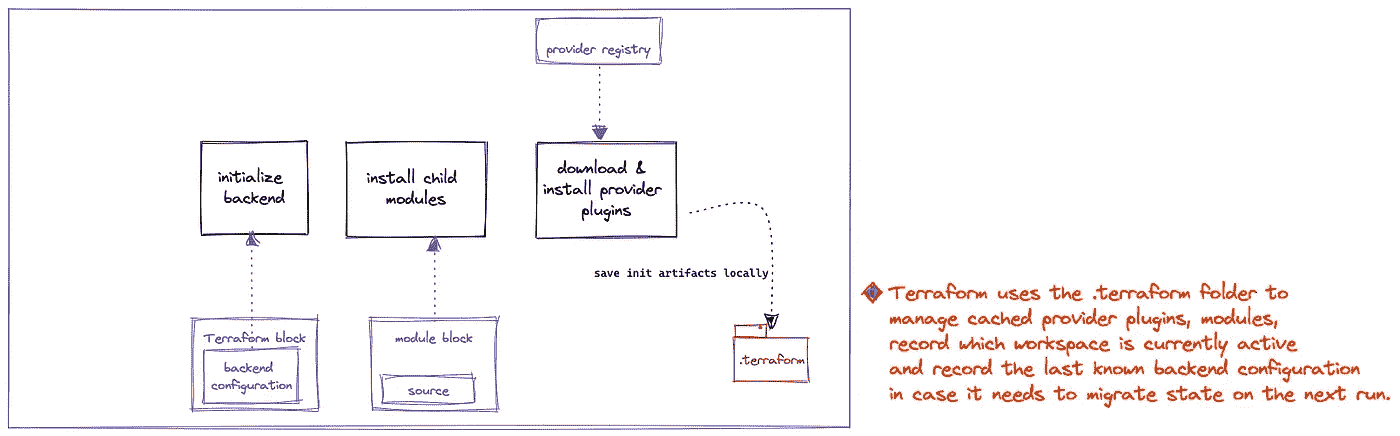 provider registry
initialize
backend
install child
modules
download &
install provider
plugins
save init artifacts locally
Terraform block
backend
configuration
module block
source
.terraform
Terraform uses the .terraform folder to
manage cached provider plugins, modules,
record which workspace is currently active
and record the last known backend configuration
in case it needs to migrate state on the next run.